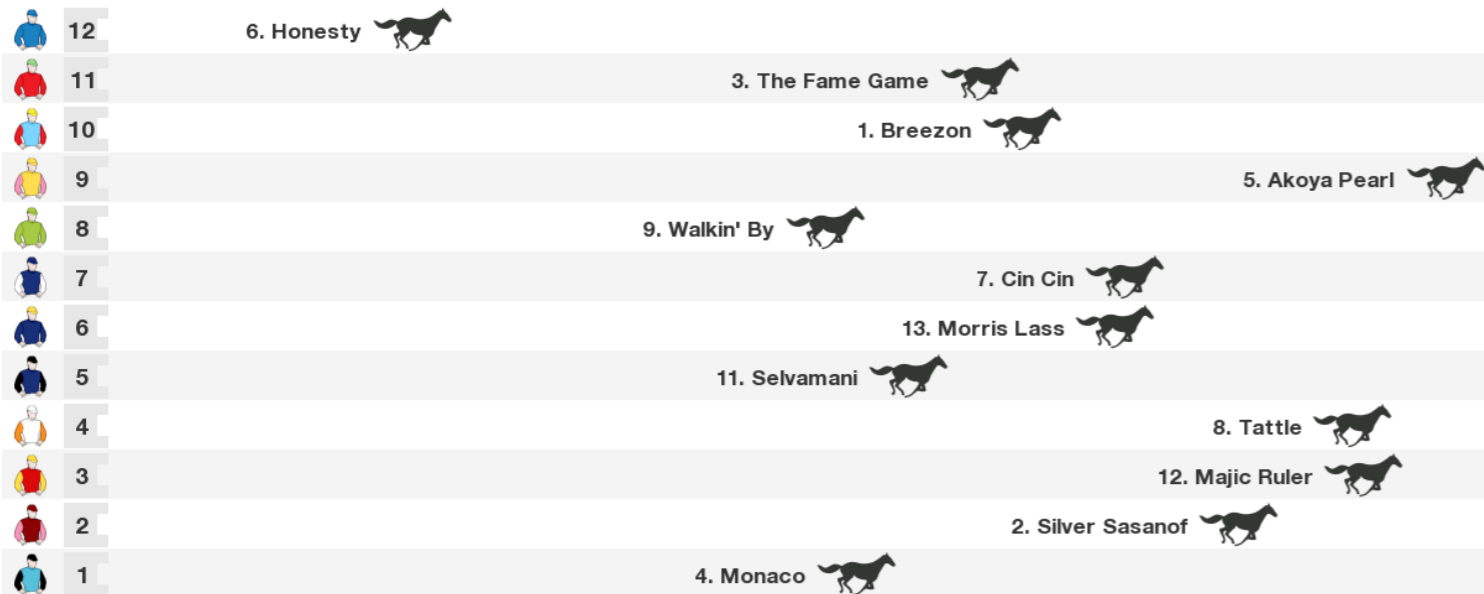 12 6. Honesty
11 3. The Fame Game
10 1. Breezon
9 5. Akoya Pearl
8 9. Walkin' By
7 7. Cin Cin
6 13. Morris Lass
5 11. Selvamani
4 8. Tattle
3 12. Majic Ruler
2 2. Silver Sasanof
1 4. Monaco